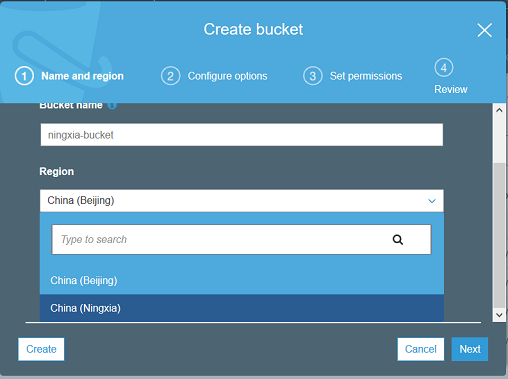 Create bucket
1 Name and region
2 Configure options
3 Set permissions
4 Review
Bucket name
ningxia-bucket
Region
China (Beijing)
Type to search
China (Beijing)
China (Ningxia)
Create
Cancel
Next